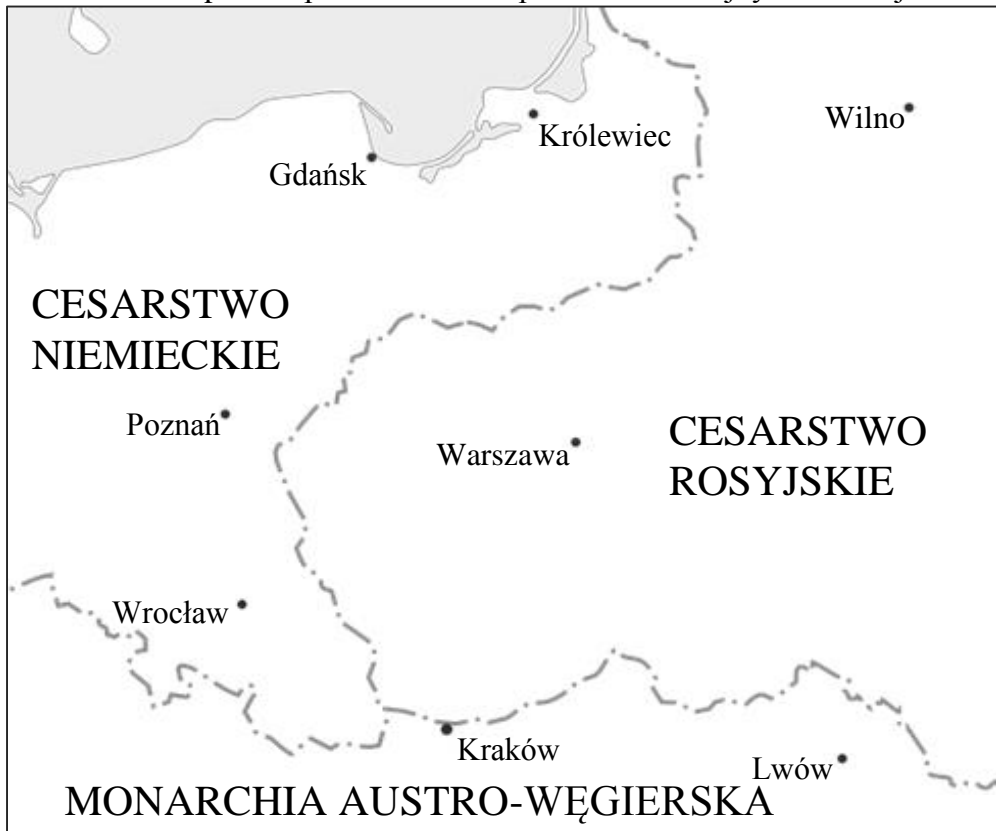 Wilno
Królewiec
Gdańsk
CESARSTWO
NIEMIECKIE
Poznań
Warszawa
CESARSTWO
ROSYJSKIE
Wrocław
Kraków
Lwów
MONARCHIA AUSTRO-WĘGIERSKA